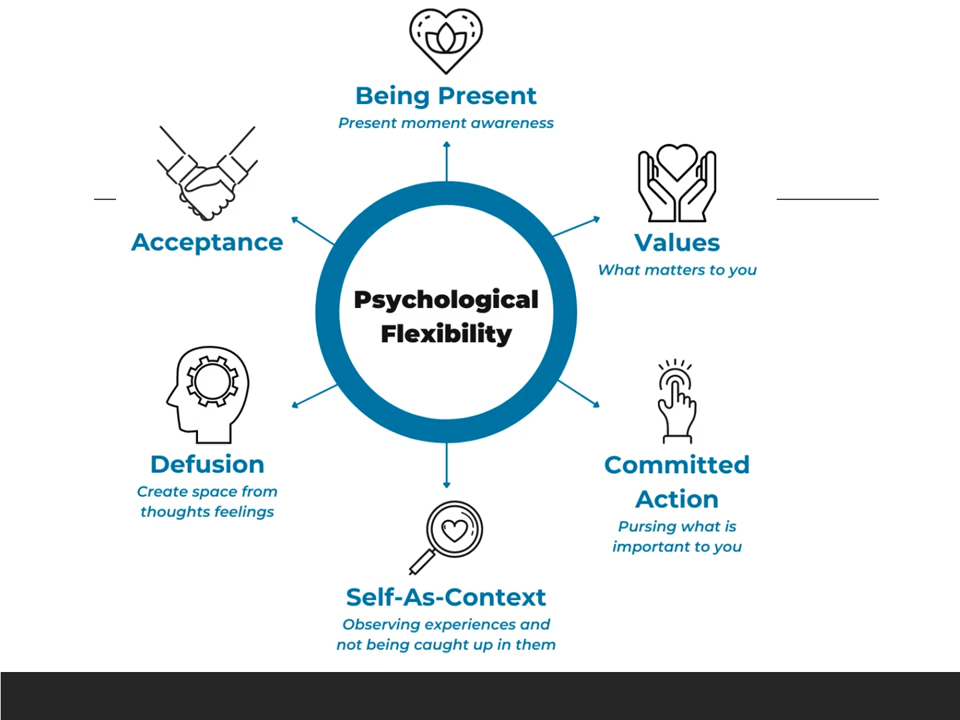 Being Present
Present moment awareness
Acceptance
Values
What matters to you
Psychological
Flexibility
Defusion
Create space from
thoughts feelings
Committed
Action
Pursing what is
important to you
Self-As-Context
Observing experiences and
not being caught up in them